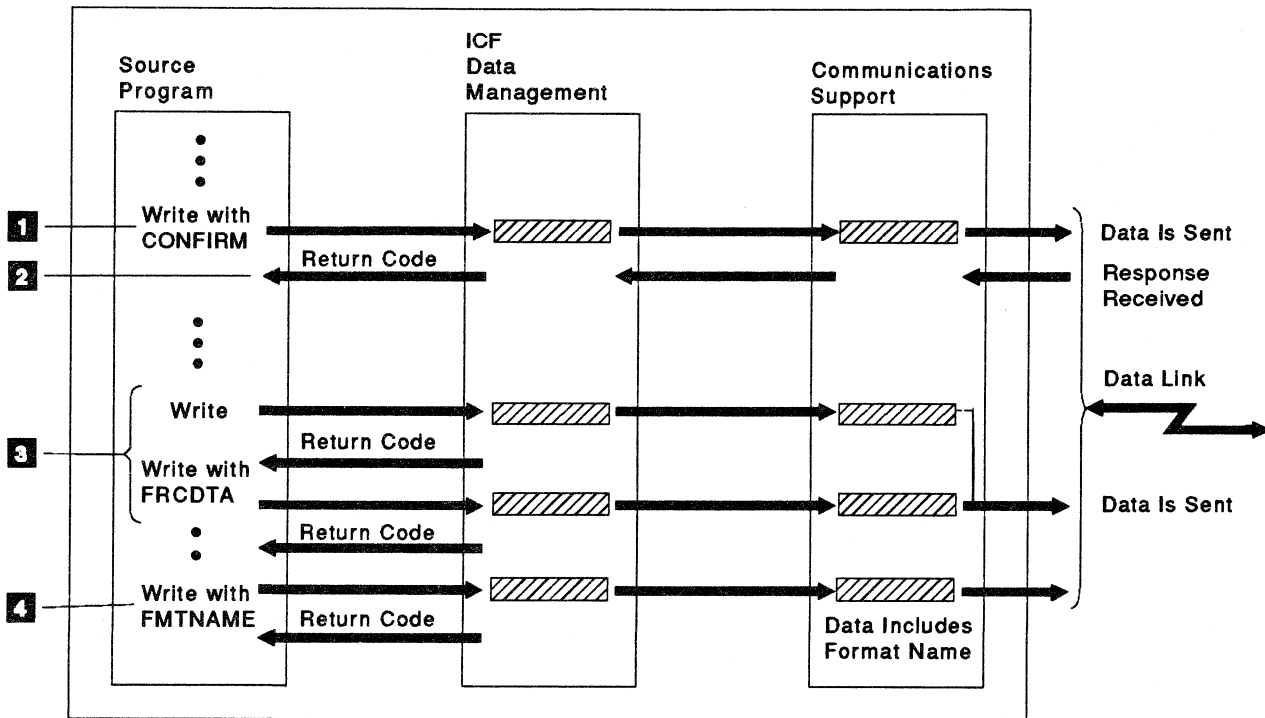 Source
Program
ICF
Data
Management
Communications
Support
1
Write with
CONFIRM
Data Is Sent
2
Return Code
Response
Received
3
Write
Return Code
Data Link
Write with
FRCDTA
Data Is Sent
Return Code
4
Write with
FMTNAME
Return Code
Data Includes
Format Name